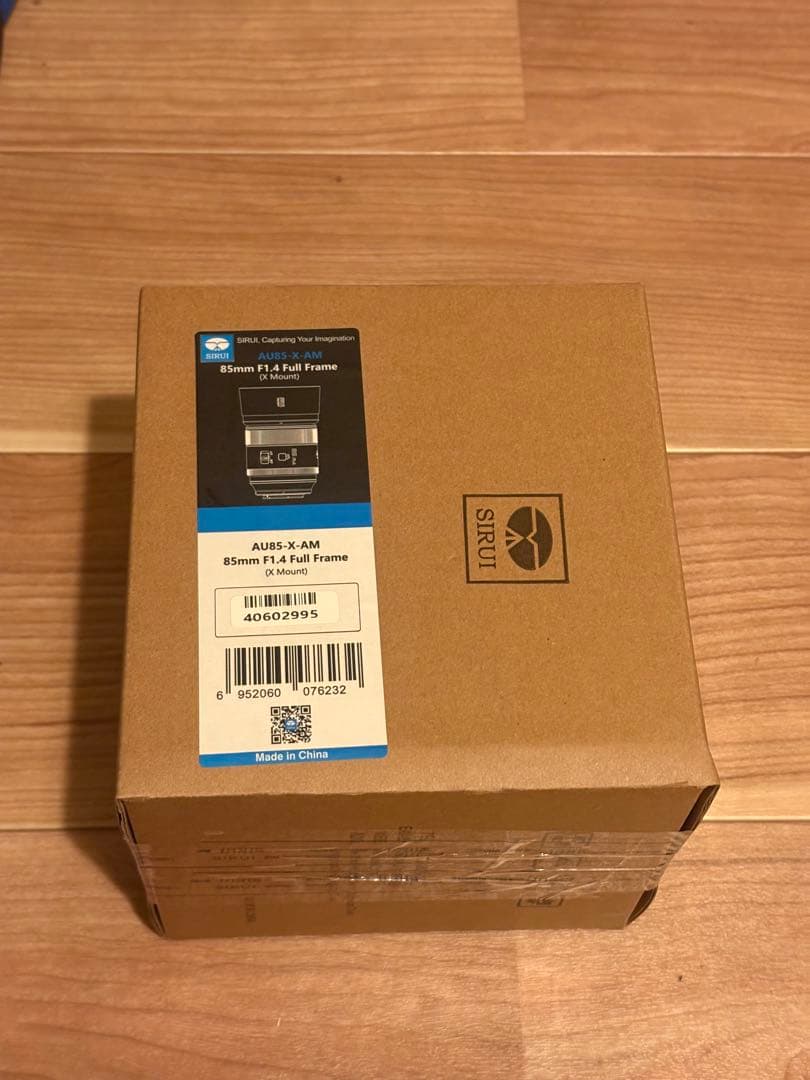 SIRUI
SIRUI, Capturing Your Imagination
AU85-X-AM
85mm F1.4 Full Frame
(X Mount)
AU85-X-AM
85mm F1.4 Full Frame
(X Mount)
40602995
6 952060 076232
Made in China
SIRUI